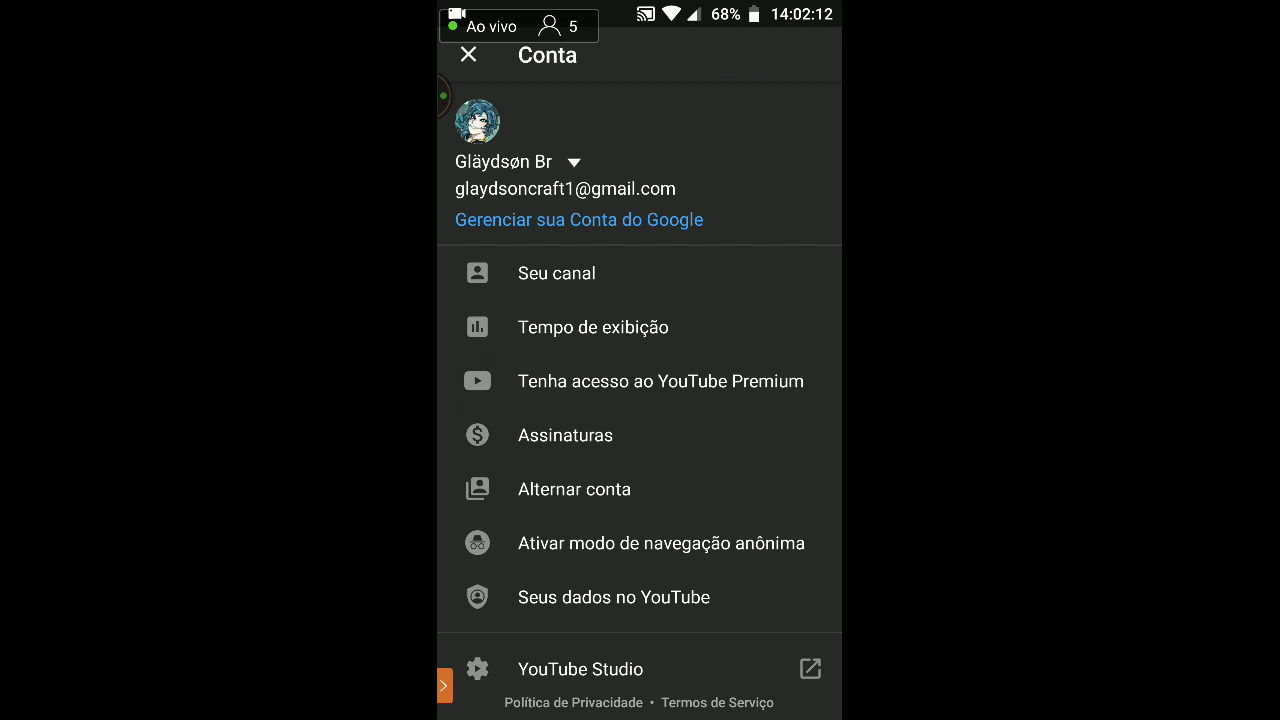 Ao vivo 5
68% 14:02:12
Conta
Gläydsøn Br
glaydsoncraft1@gmail.com
Gerenciar sua Conta do Google
Seu canal
Tempo de exibição
Tenha acesso ao YouTube Premium
Assinaturas
Alternar conta
Ativar modo de navegação anônima
Seus dados no YouTube
YouTube Studio
Política de Privacidade • Termos de Serviço